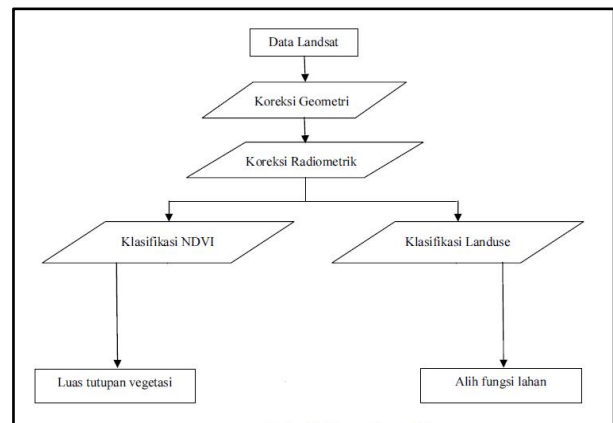 Data Landsat
Koreksi Geometri
Koreksi Radiometrik
Klasifikasi NDVI
Klasifikasi Landuse
Luas tutupan vegetasi
Alih fungsi lahan